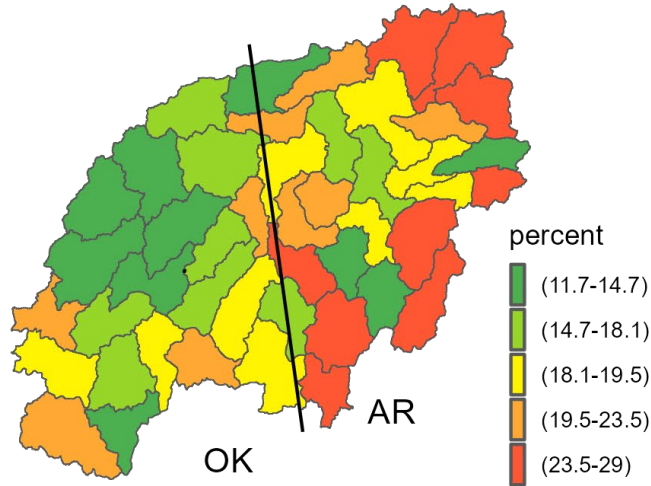 percent
(11.7-14.7)
(14.7-18.1)
(18.1-19.5)
(19.5-23.5)
(23.5-29)
AR
OK